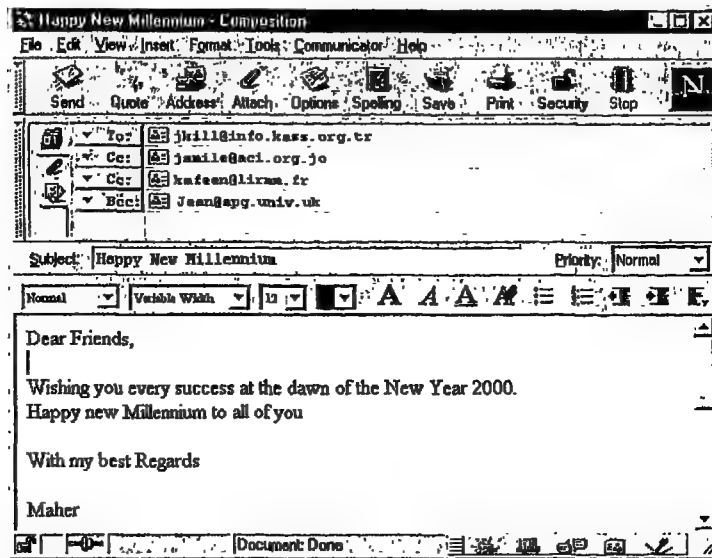 Happy New Millennium - Composition
File Edit View Insert Format Tools Communicator Help
Send Quote Address Attach Options Spelling Save Print Security Stop N
To: jkill@info.kass.org.tr
Cc: jamile@aci.org.jo
Cc: kafeen@liramm.fr
Bcc: Jean@apg.univ.uk
Subject: Happy New Millennium Priority: Normal
Normal Variable Width 12 A A A
Dear Friends,
Wishing you every success at the dawn of the New Year 2000.
Happy new Millennium to all of you
With my best Regards
Maher
Document: Done